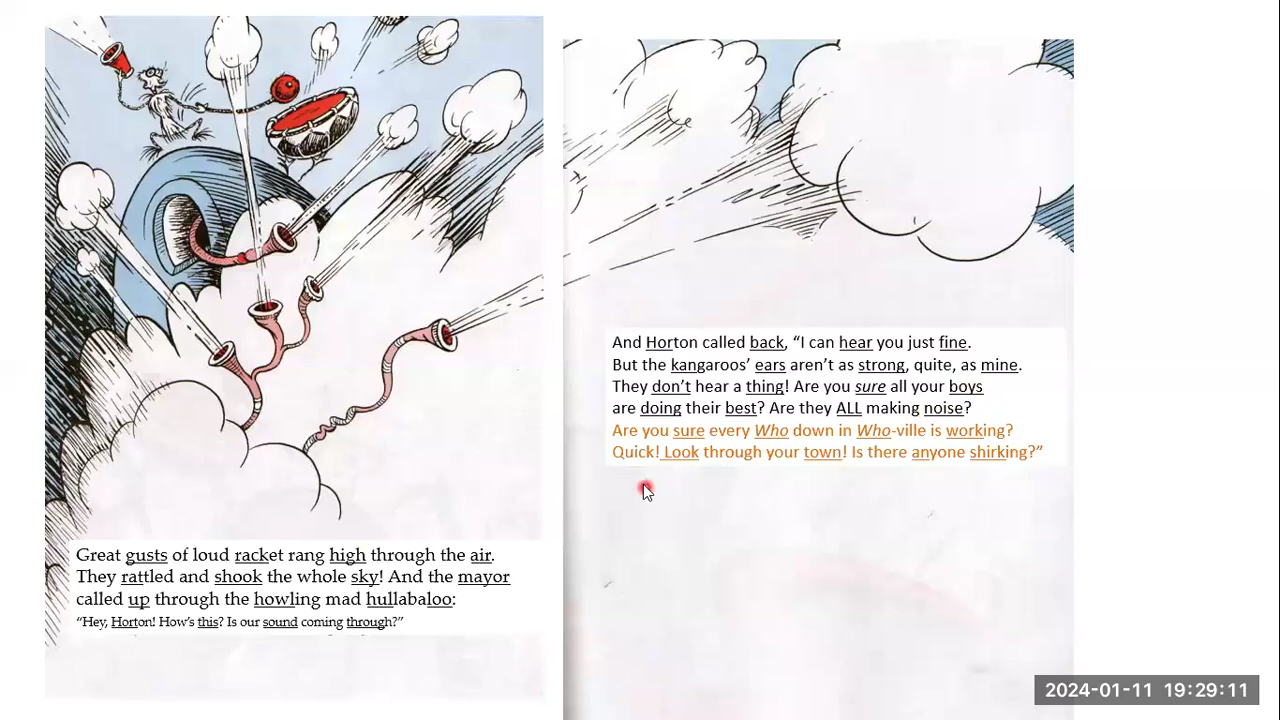 Great gusts of loud racket rang high through the air.
They rattled and shook the whole sky! And the mayor
called up through the howling mad hullabaloo:
“Hey, Horton! How’s this? Is our sound coming through?”
And Horton called back, “I can hear you just fine.
But the kangaroos’ ears aren’t as strong, quite, as mine.
They don’t hear a thing! Are you sure all your boys
are doing their best? Are they ALL making noise?
Are you sure every Who down in Who-ville is working?
Quick! Look through your town! Is there anyone shirking?”
2024-01-11 19:29:11